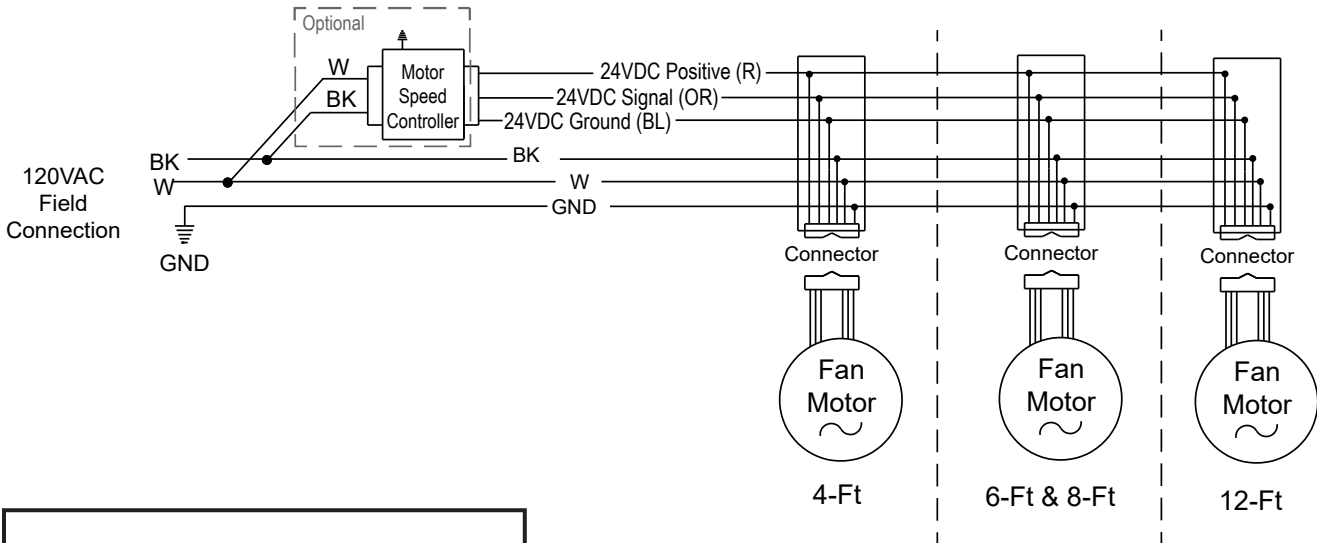 Optional
W
BK
Motor
Speed
Controller
24VDC Positive (R)
24VDC Signal (OR)
24VDC Ground (BL)
120VAC
Field
Connection
BK
W
GND
BK
W
GND
Connector
Connector
Connector
Fan
Motor
Fan
Motor
Fan
Motor
4-Ft
6-Ft & 8-Ft
12-Ft